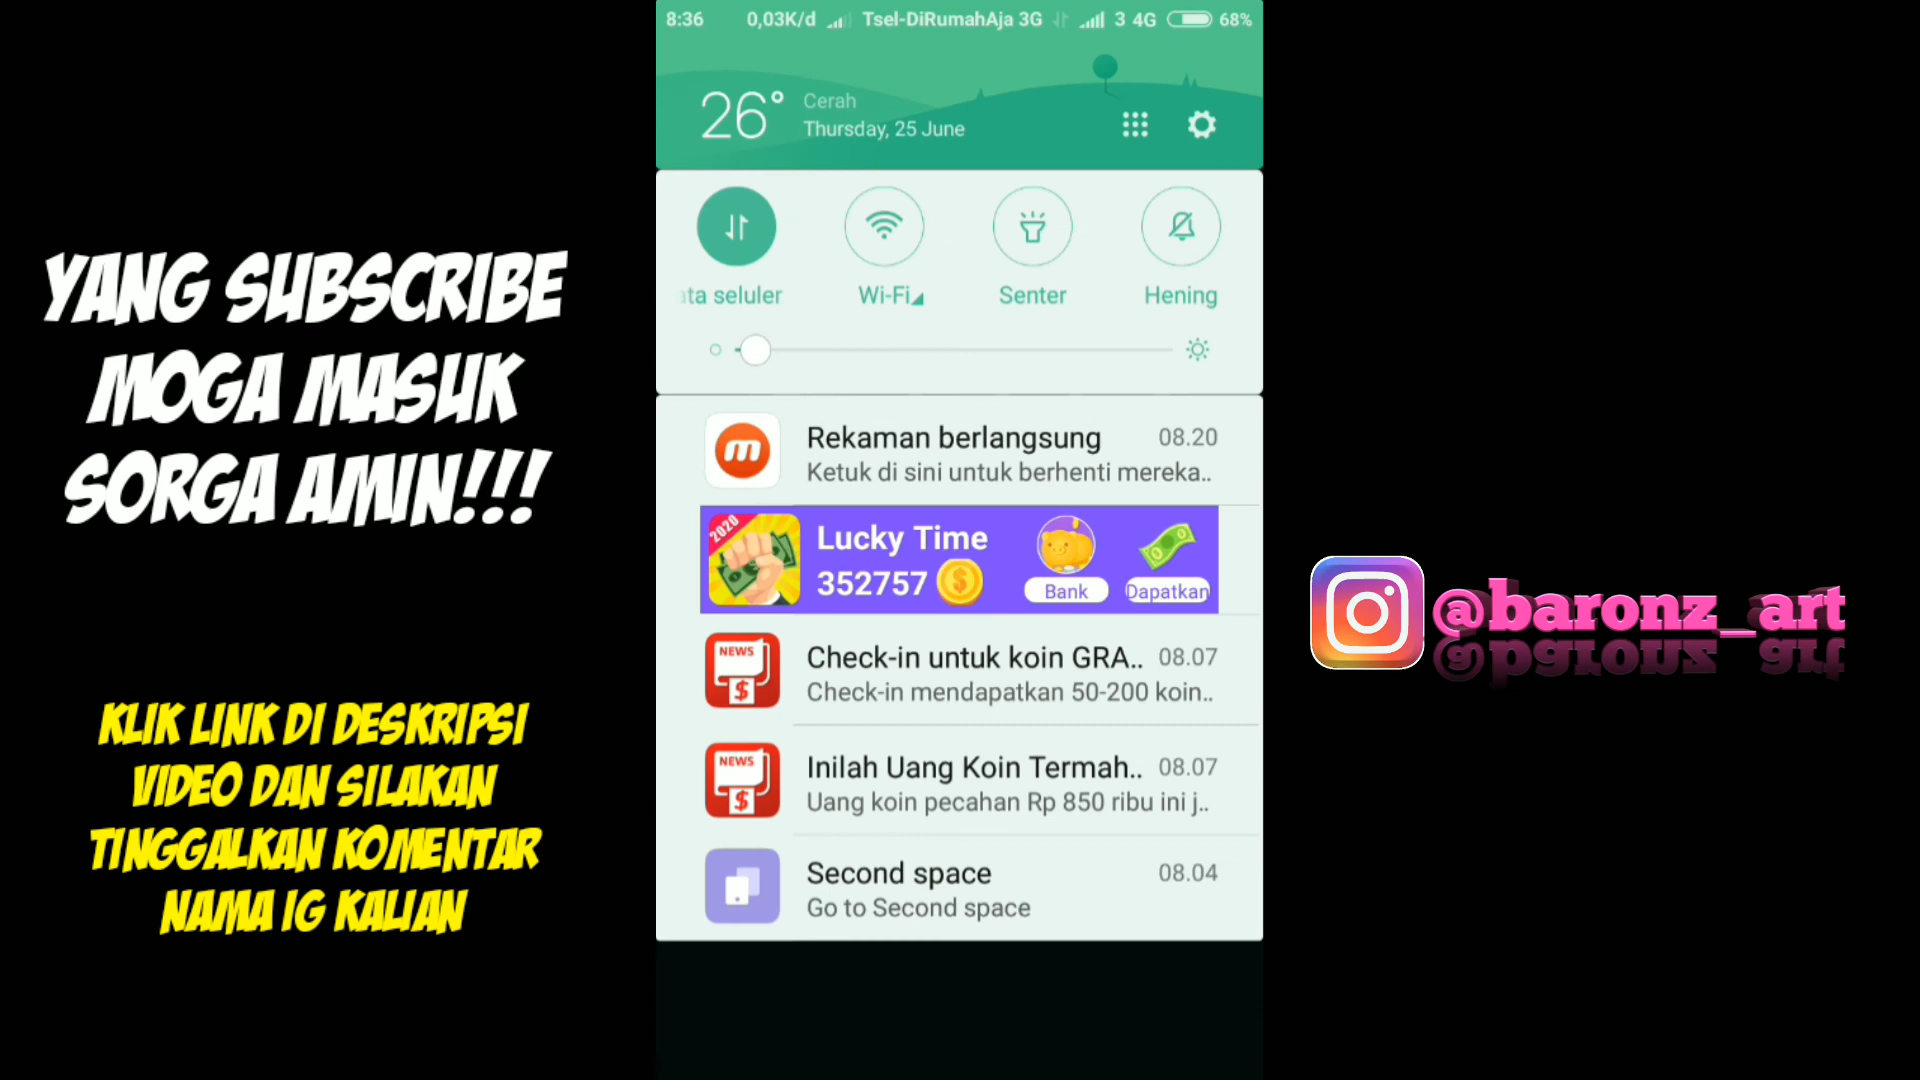 YANG SUBSCRIBE
MOGA MASUK
SORGA AMIN!!!
KLIK LINK DI DESKRIPSI
VIDEO DAN SILAKAN
TINGGALKAN KOMENTAR
NAMA IG KALIAN
8:36 0,03K/d Tsel-DiRumahAja 3G 3 4G 68%
26° Cerah
Thursday, 25 June
ata seluler Wi-Fi Senter Hening
Rekaman berlangsung 08.20
Ketuk di sini untuk berhenti mereka..
2020
Lucky Time
352757
Bank Dapatkan
NEWS
Check-in untuk koin GRA.. 08.07
Check-in mendapatkan 50-200 koin..
NEWS
Inilah Uang Koin Termah.. 08.07
Uang koin pecahan Rp 850 ribu ini j..
Second space 08.04
Go to Second space
@baronz_art